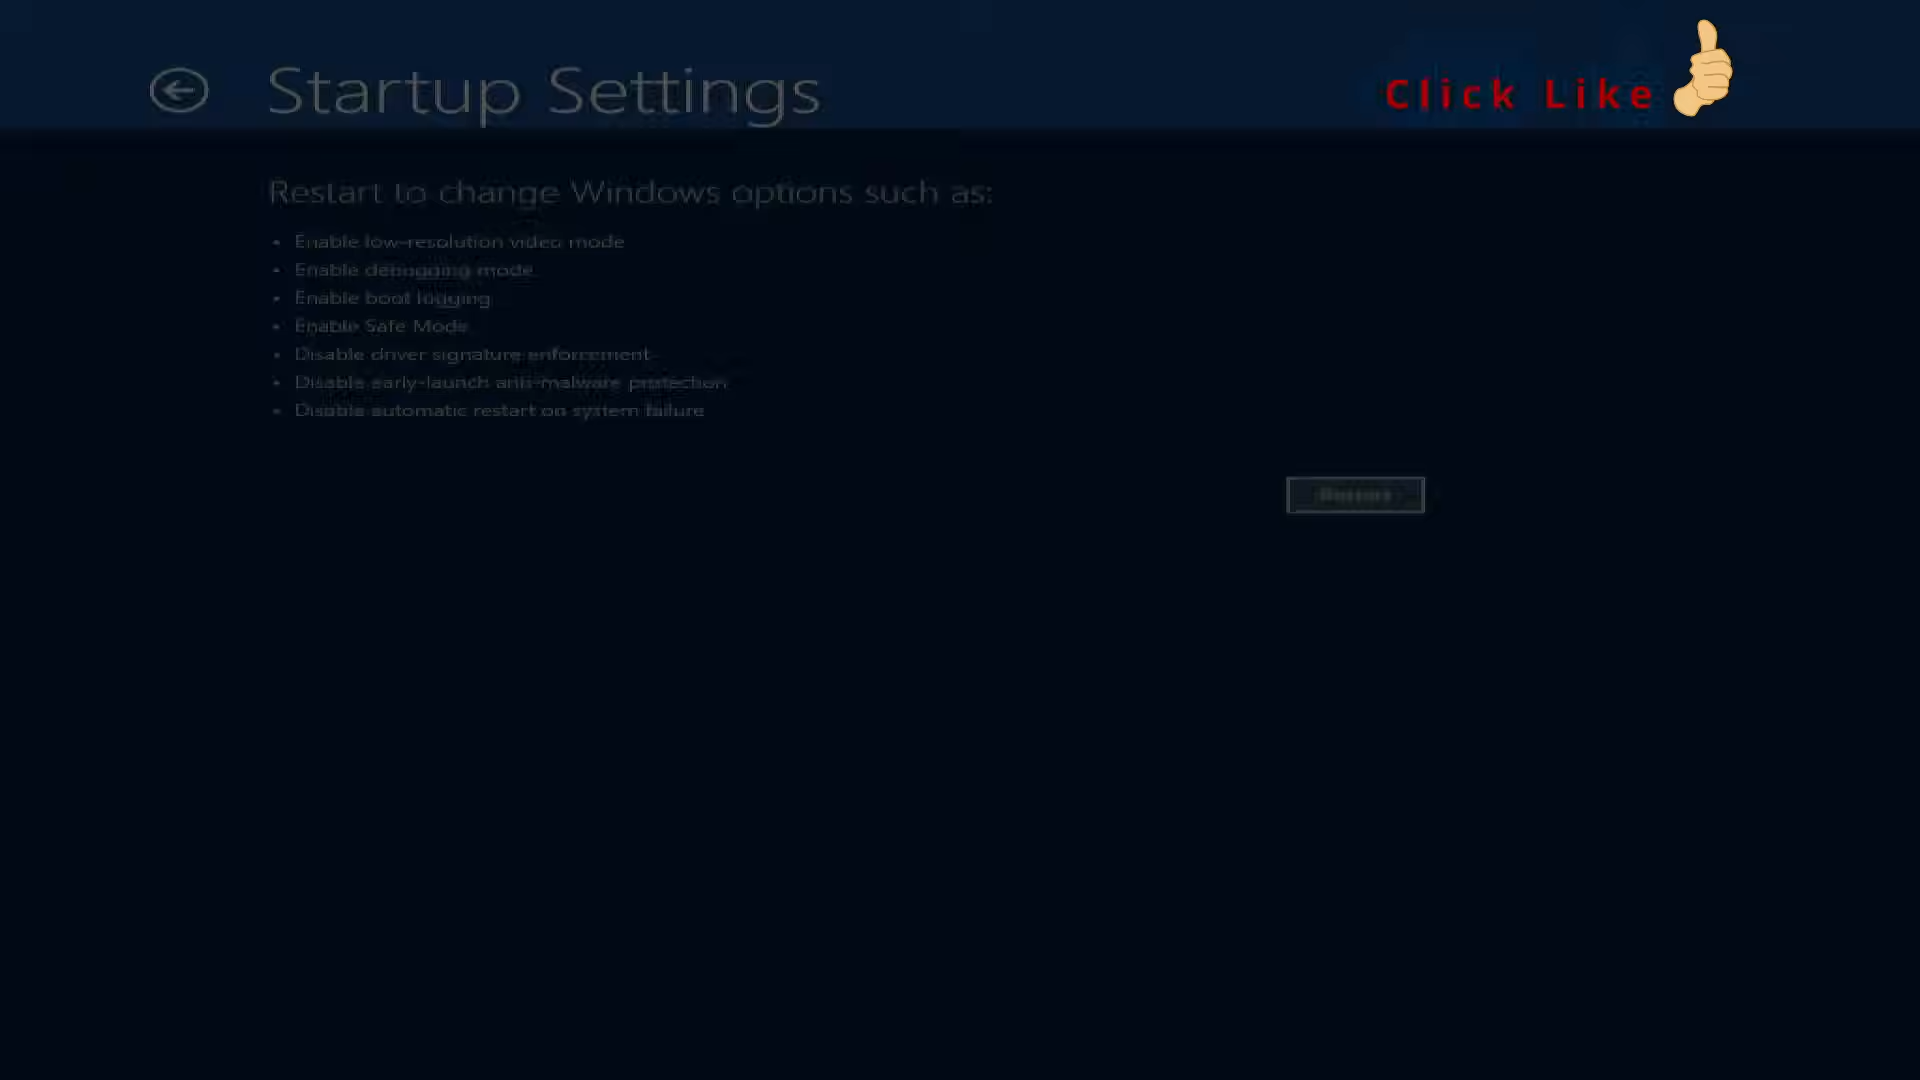 Startup Settings
Click Like
Restart to change Windows options such as:
• Enable low-resolution video mode
• Enable debugging mode
• Enable boot logging
• Enable Safe Mode
• Disable driver signature enforcement
• Disable early-launch anti-malware protection
• Disable automatic restart on system failure
Restart